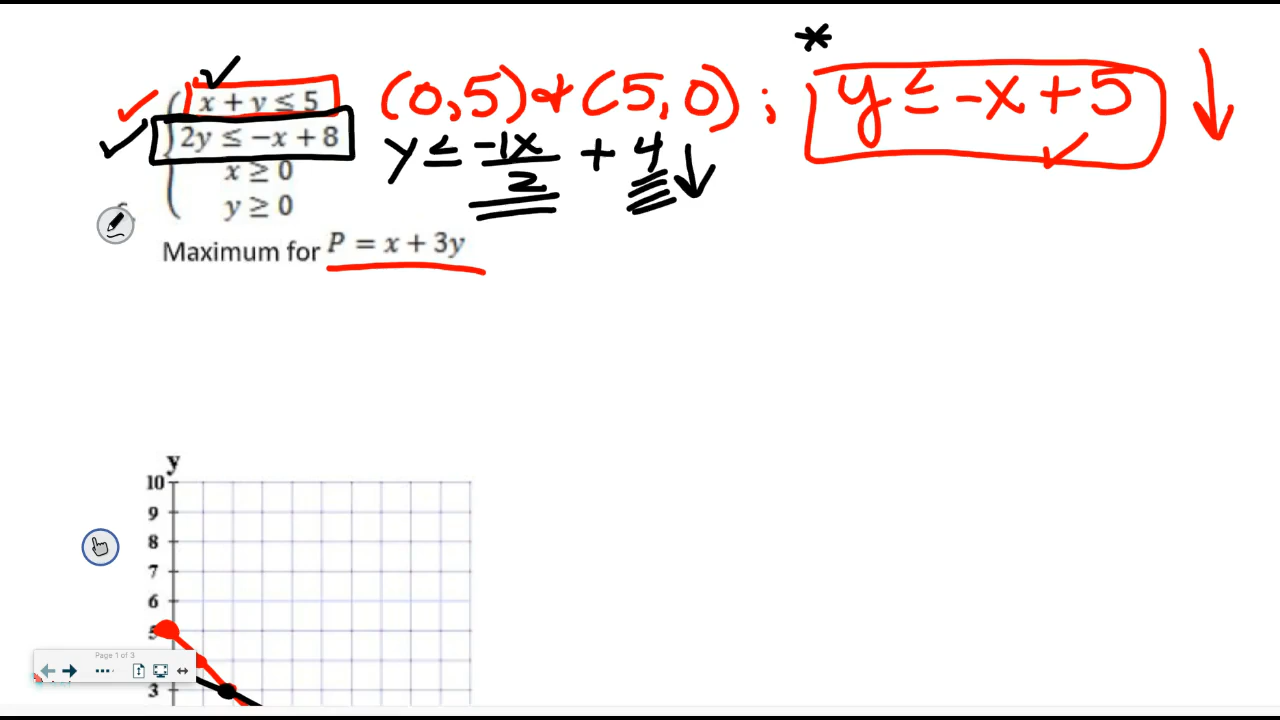 *
x + y ≤ 5 (0,5) & (5,0) ; y ≤ -x + 5
2y ≤ −x + 8 y ≤ -1x/2 + 4
x ≥ 0
y ≥ 0
Maximum for P = x + 3y
y
10
9
8
7
6
5
Page 1 of 3
3